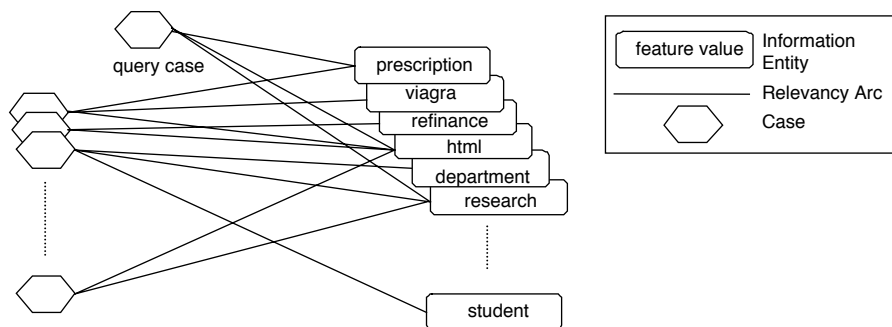 query case
prescription
viagra
refinance
html
department
research
student
feature value
Information
Entity
Relevancy Arc
Case